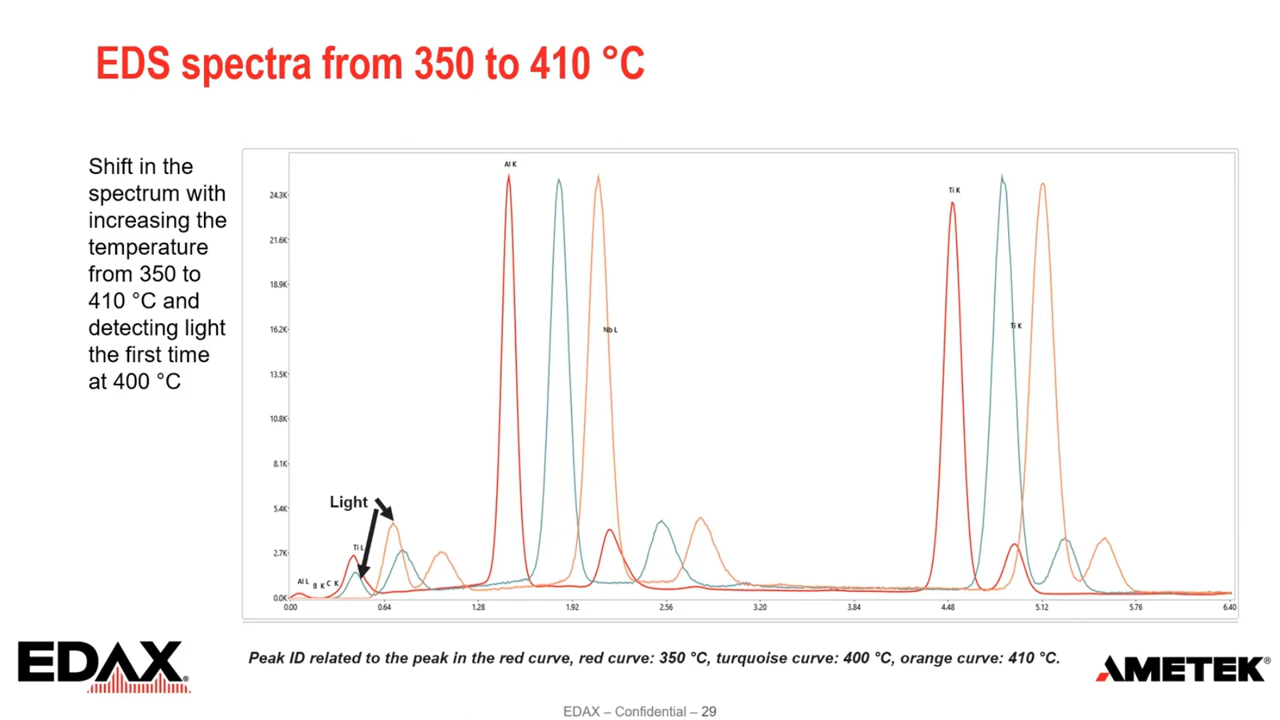 EDS spectra from 350 to 410 °C
Shift in the
spectrum with
increasing the
temperature
from 350 to
410 °C and
detecting light
the first time
at 400 °C
Al K
Ti K
24.3K
21.6K
18.9K
16.2K
Nb L
Ti K
13.5K
10.8K
8.1K
5.4K
Light
2.7K
Ti L
Al L B K C K
0.0K
0.00 0.64 1.28 1.92 2.56 3.20 3.84 4.48 5.12 5.76 6.40
Peak ID related to the peak in the red curve, red curve: 350 °C, turquoise curve: 400 °C, orange curve: 410 °C.
EDAX®
AMETEK®
EDAX – Confidential – 29